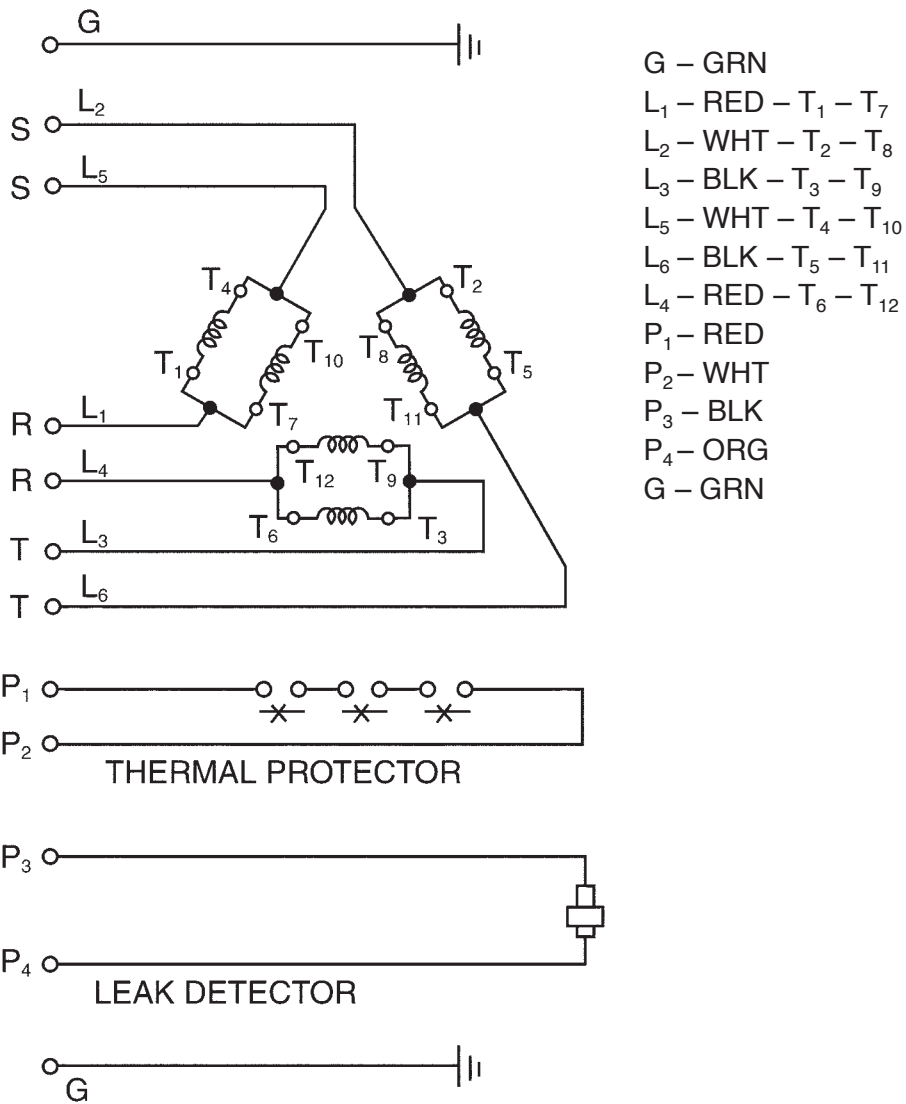 G
L₂
S
L₅
S
T₄
T₂
T₁
T₁₀
T₈
T₅
T₇
T₁₁
L₁
R
L₄
R
T₁₂
T₉
T₆
T₃
L₃
T
L₆
T
P₁
P₂
THERMAL PROTECTOR
P₃
P₄
LEAK DETECTOR
G
G – GRN
L₁ – RED – T₁ – T₇
L₂ – WHT – T₂ – T₈
L₃ – BLK – T₃ – T₉
L₅ – WHT – T₄ – T₁₀
L₆ – BLK – T₅ – T₁₁
L₄ – RED – T₆ – T₁₂
P₁ – RED
P₂ – WHT
P₃ – BLK
P₄ – ORG
G – GRN